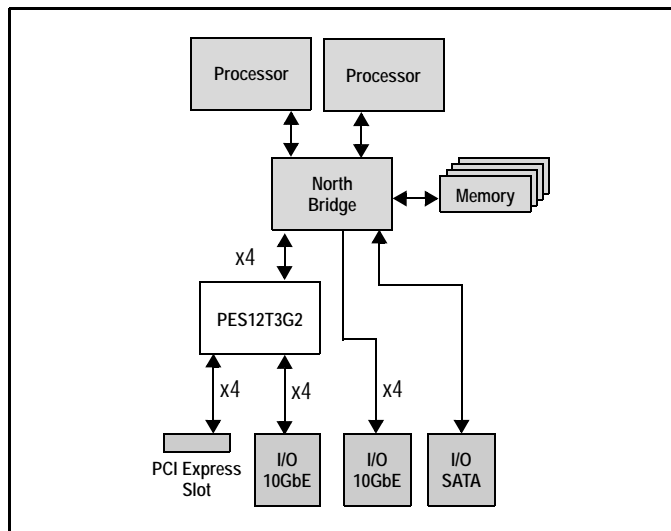 Processor
Processor
North
Bridge
Memory
x4
PES12T3G2
x4
x4
x4
PCI Express
Slot
I/O
10GbE
I/O
10GbE
I/O
SATA